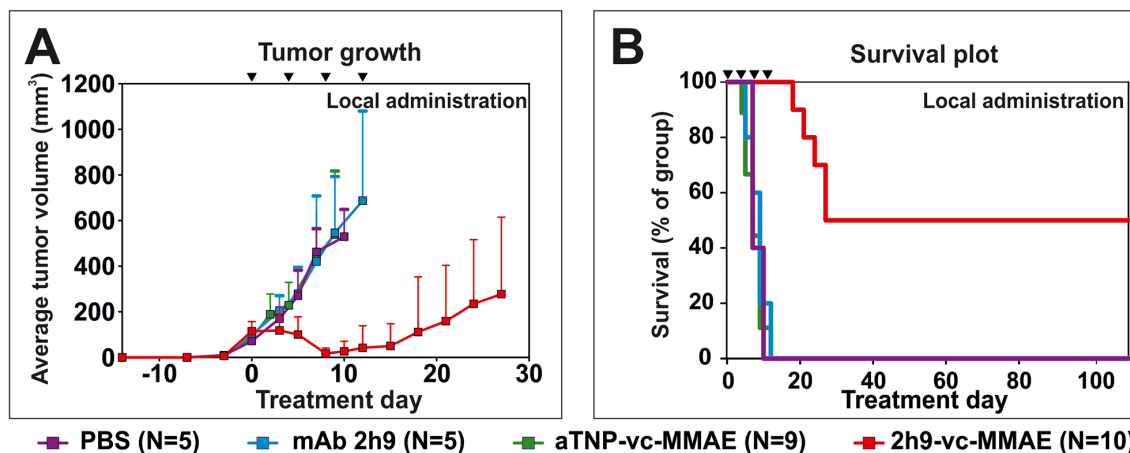 A
Tumor growth
Local administration
Average tumor volume (mm³)
1200
1000
800
600
400
200
0
-10
0
10
20
30
Treatment day
B
Survival plot
Local administration
Survival (% of group)
100
80
60
40
20
0
0
20
40
60
80
100
Treatment day
PBS (N=5)
mAb 2h9 (N=5)
aTNP-vc-MMAE (N=9)
2h9-vc-MMAE (N=10)